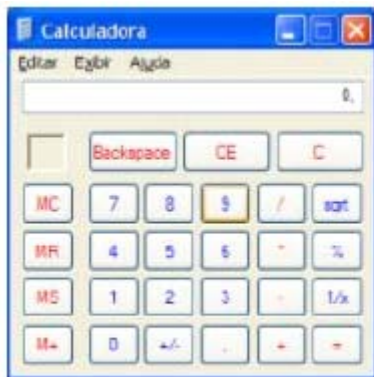 Calculadora
Editar Exibir Ajuda
0,
Backspace CE C
MC 7 8 9 / sqrt
MR 4 5 6 * %
MS 1 2 3 - 1/x
M+ 0 +/- , + =